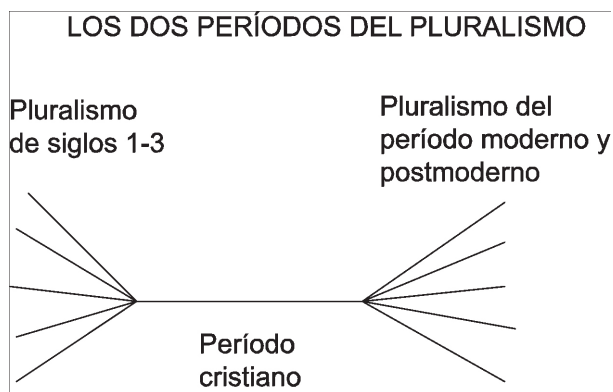 LOS DOS PERÍODOS DEL PLURALISMO
Pluralismo
de siglos 1-3
Pluralismo del
período moderno y
postmoderno
Período
cristiano